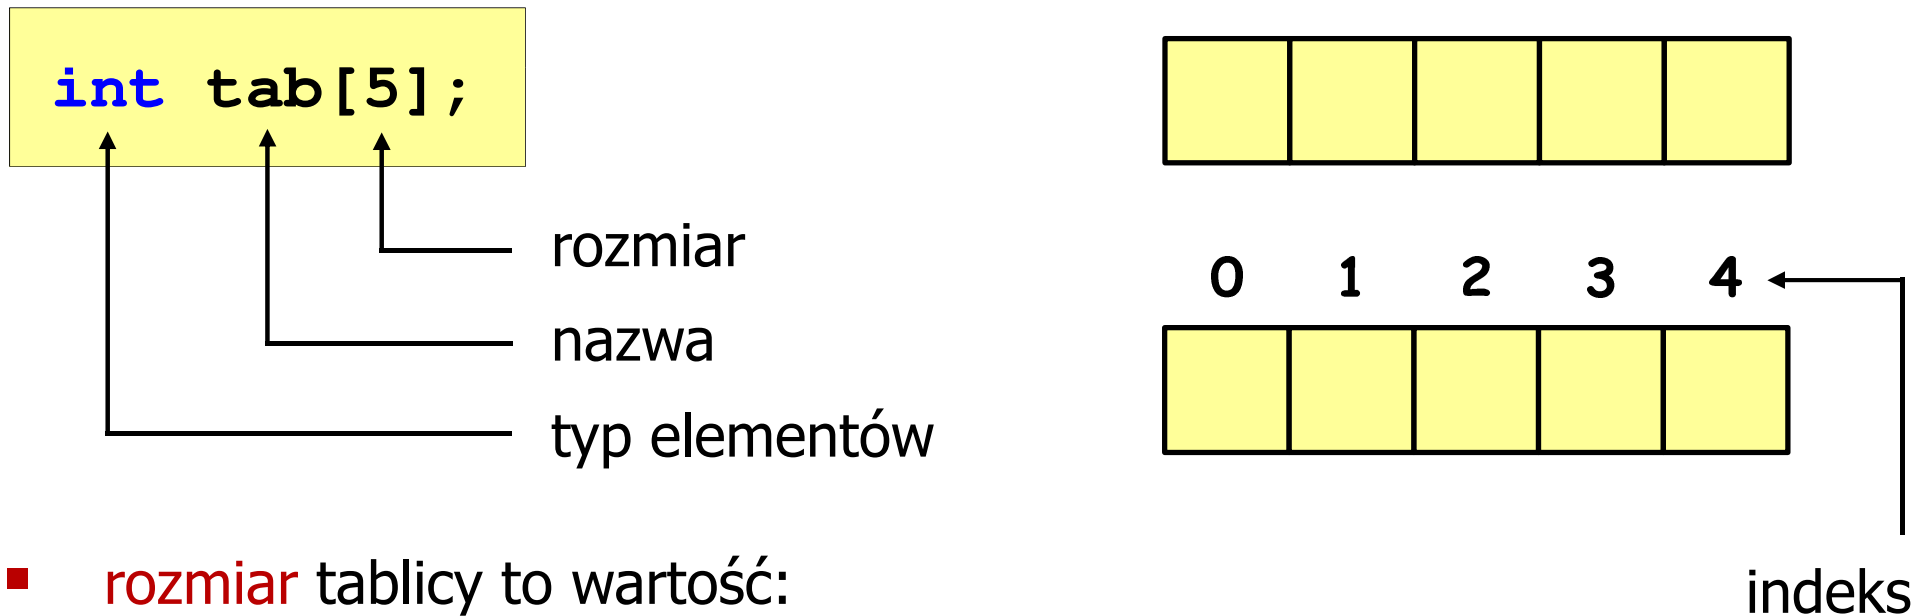 int tab[5];
rozmiar
nazwa
typ elementów
0 1 2 3 4
indeks
rozmiar tablicy to wartość: